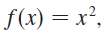 f(x) = x²,